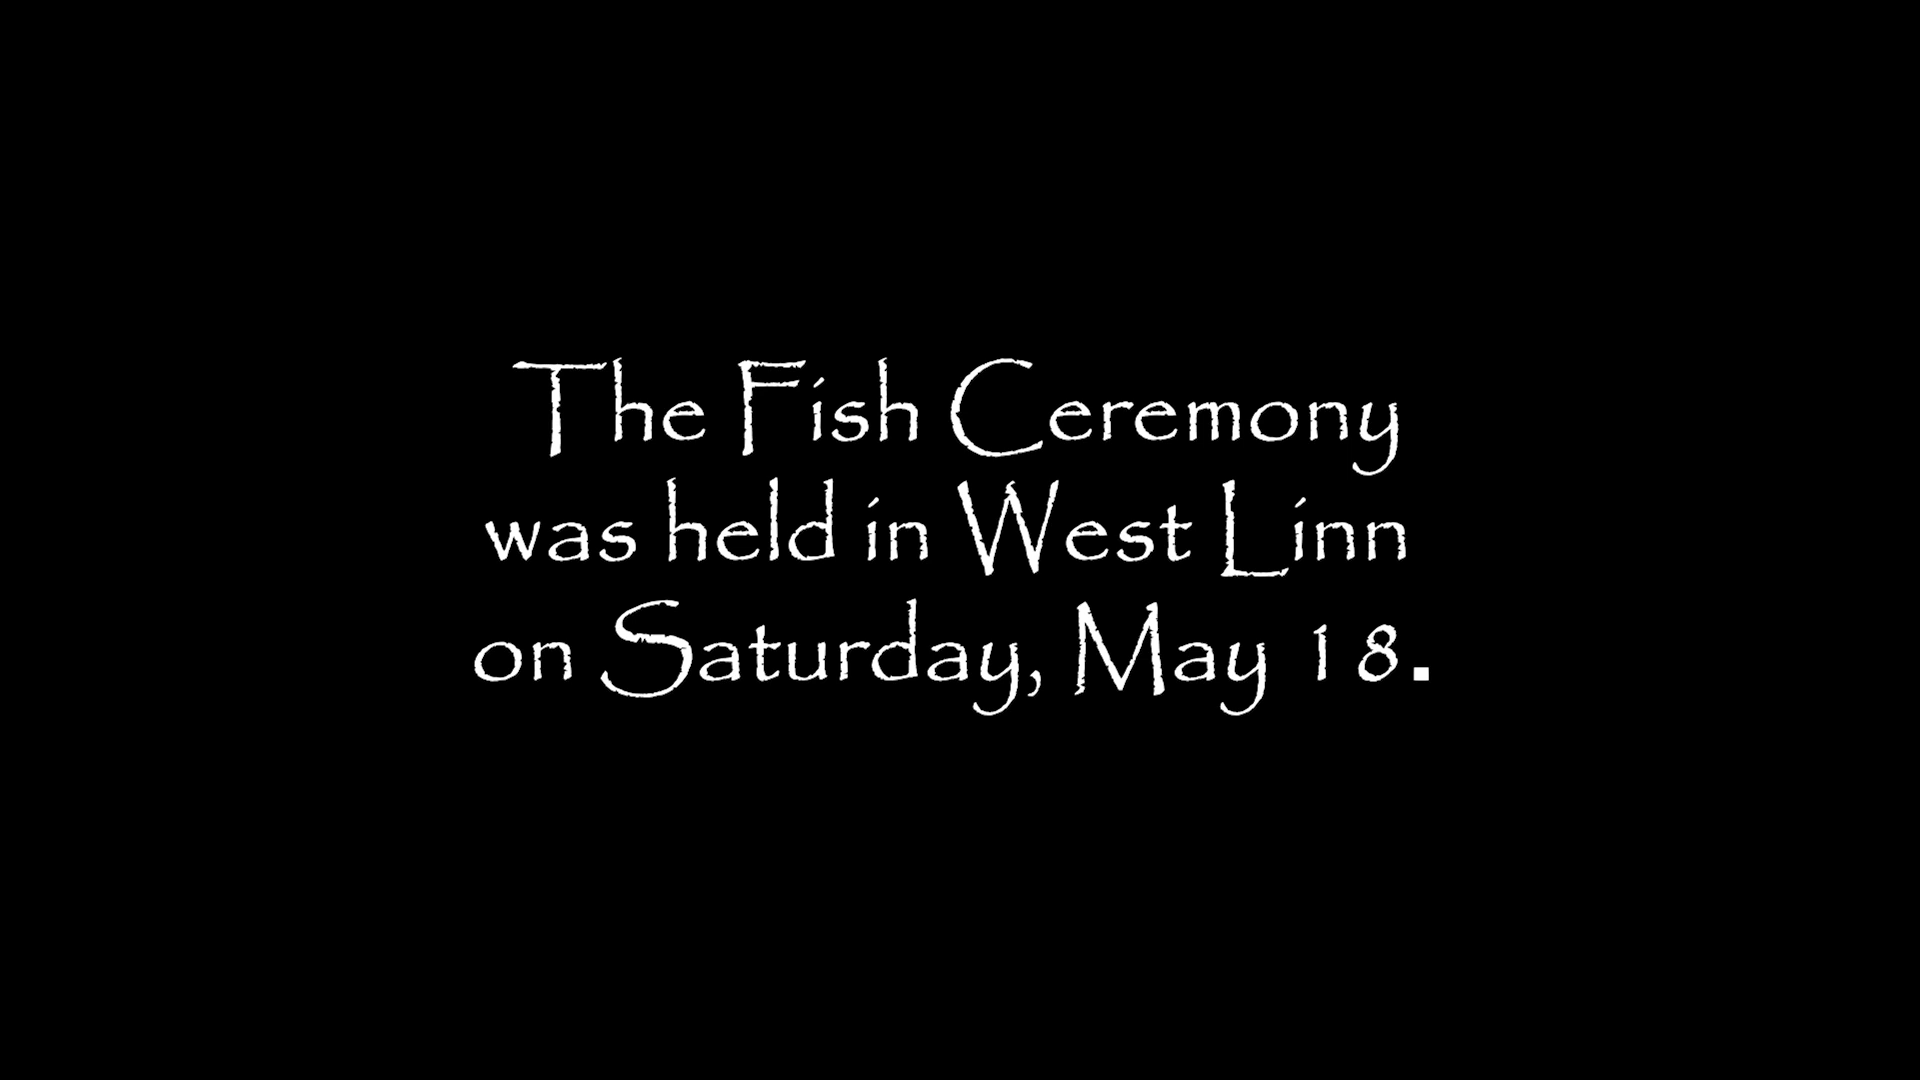 The Fish Ceremony
was held in West Linn
on Saturday, May 18.